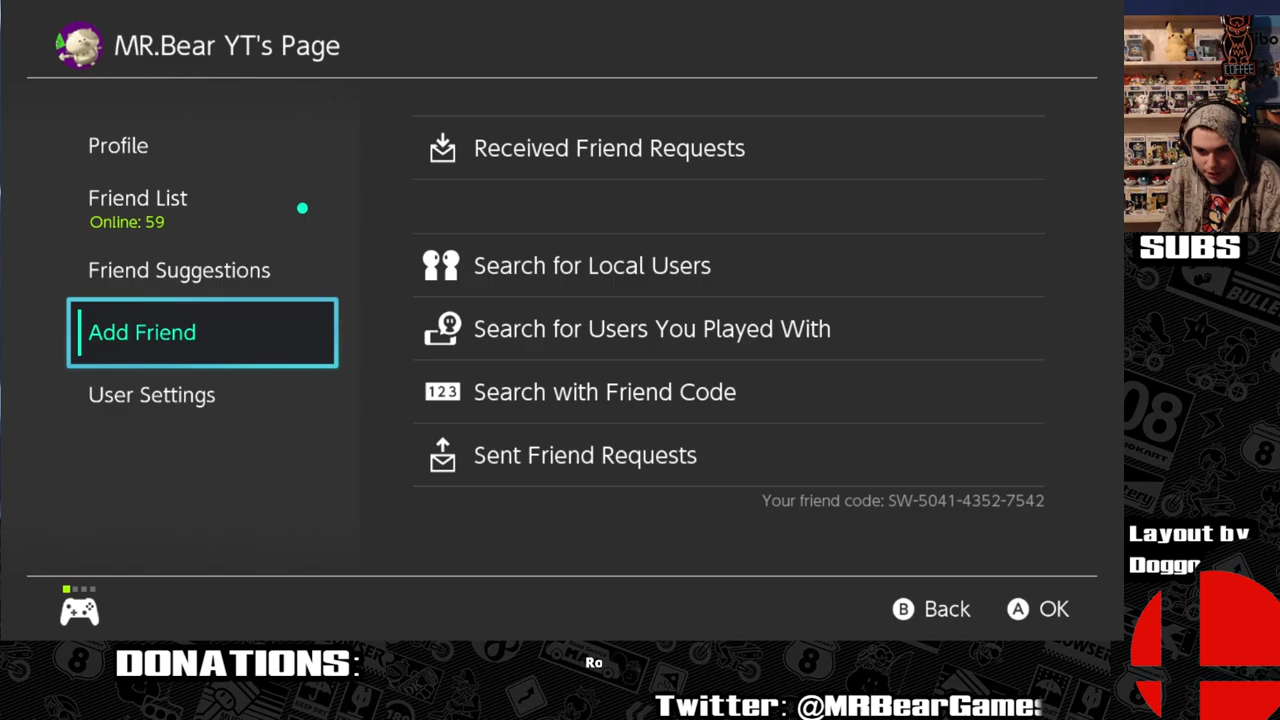 MR.Bear YT's Page
Profile
Friend List
Online: 59
Friend Suggestions
Add Friend
User Settings
Received Friend Requests
Search for Local Users
Search for Users You Played With
123 Search with Friend Code
Sent Friend Requests
Your friend code: SW-5041-4352-7542
B Back
A OK
COFFEE
SUBS
Layout by
DONATIONS:
Ro
Twitter: @MRBearGames